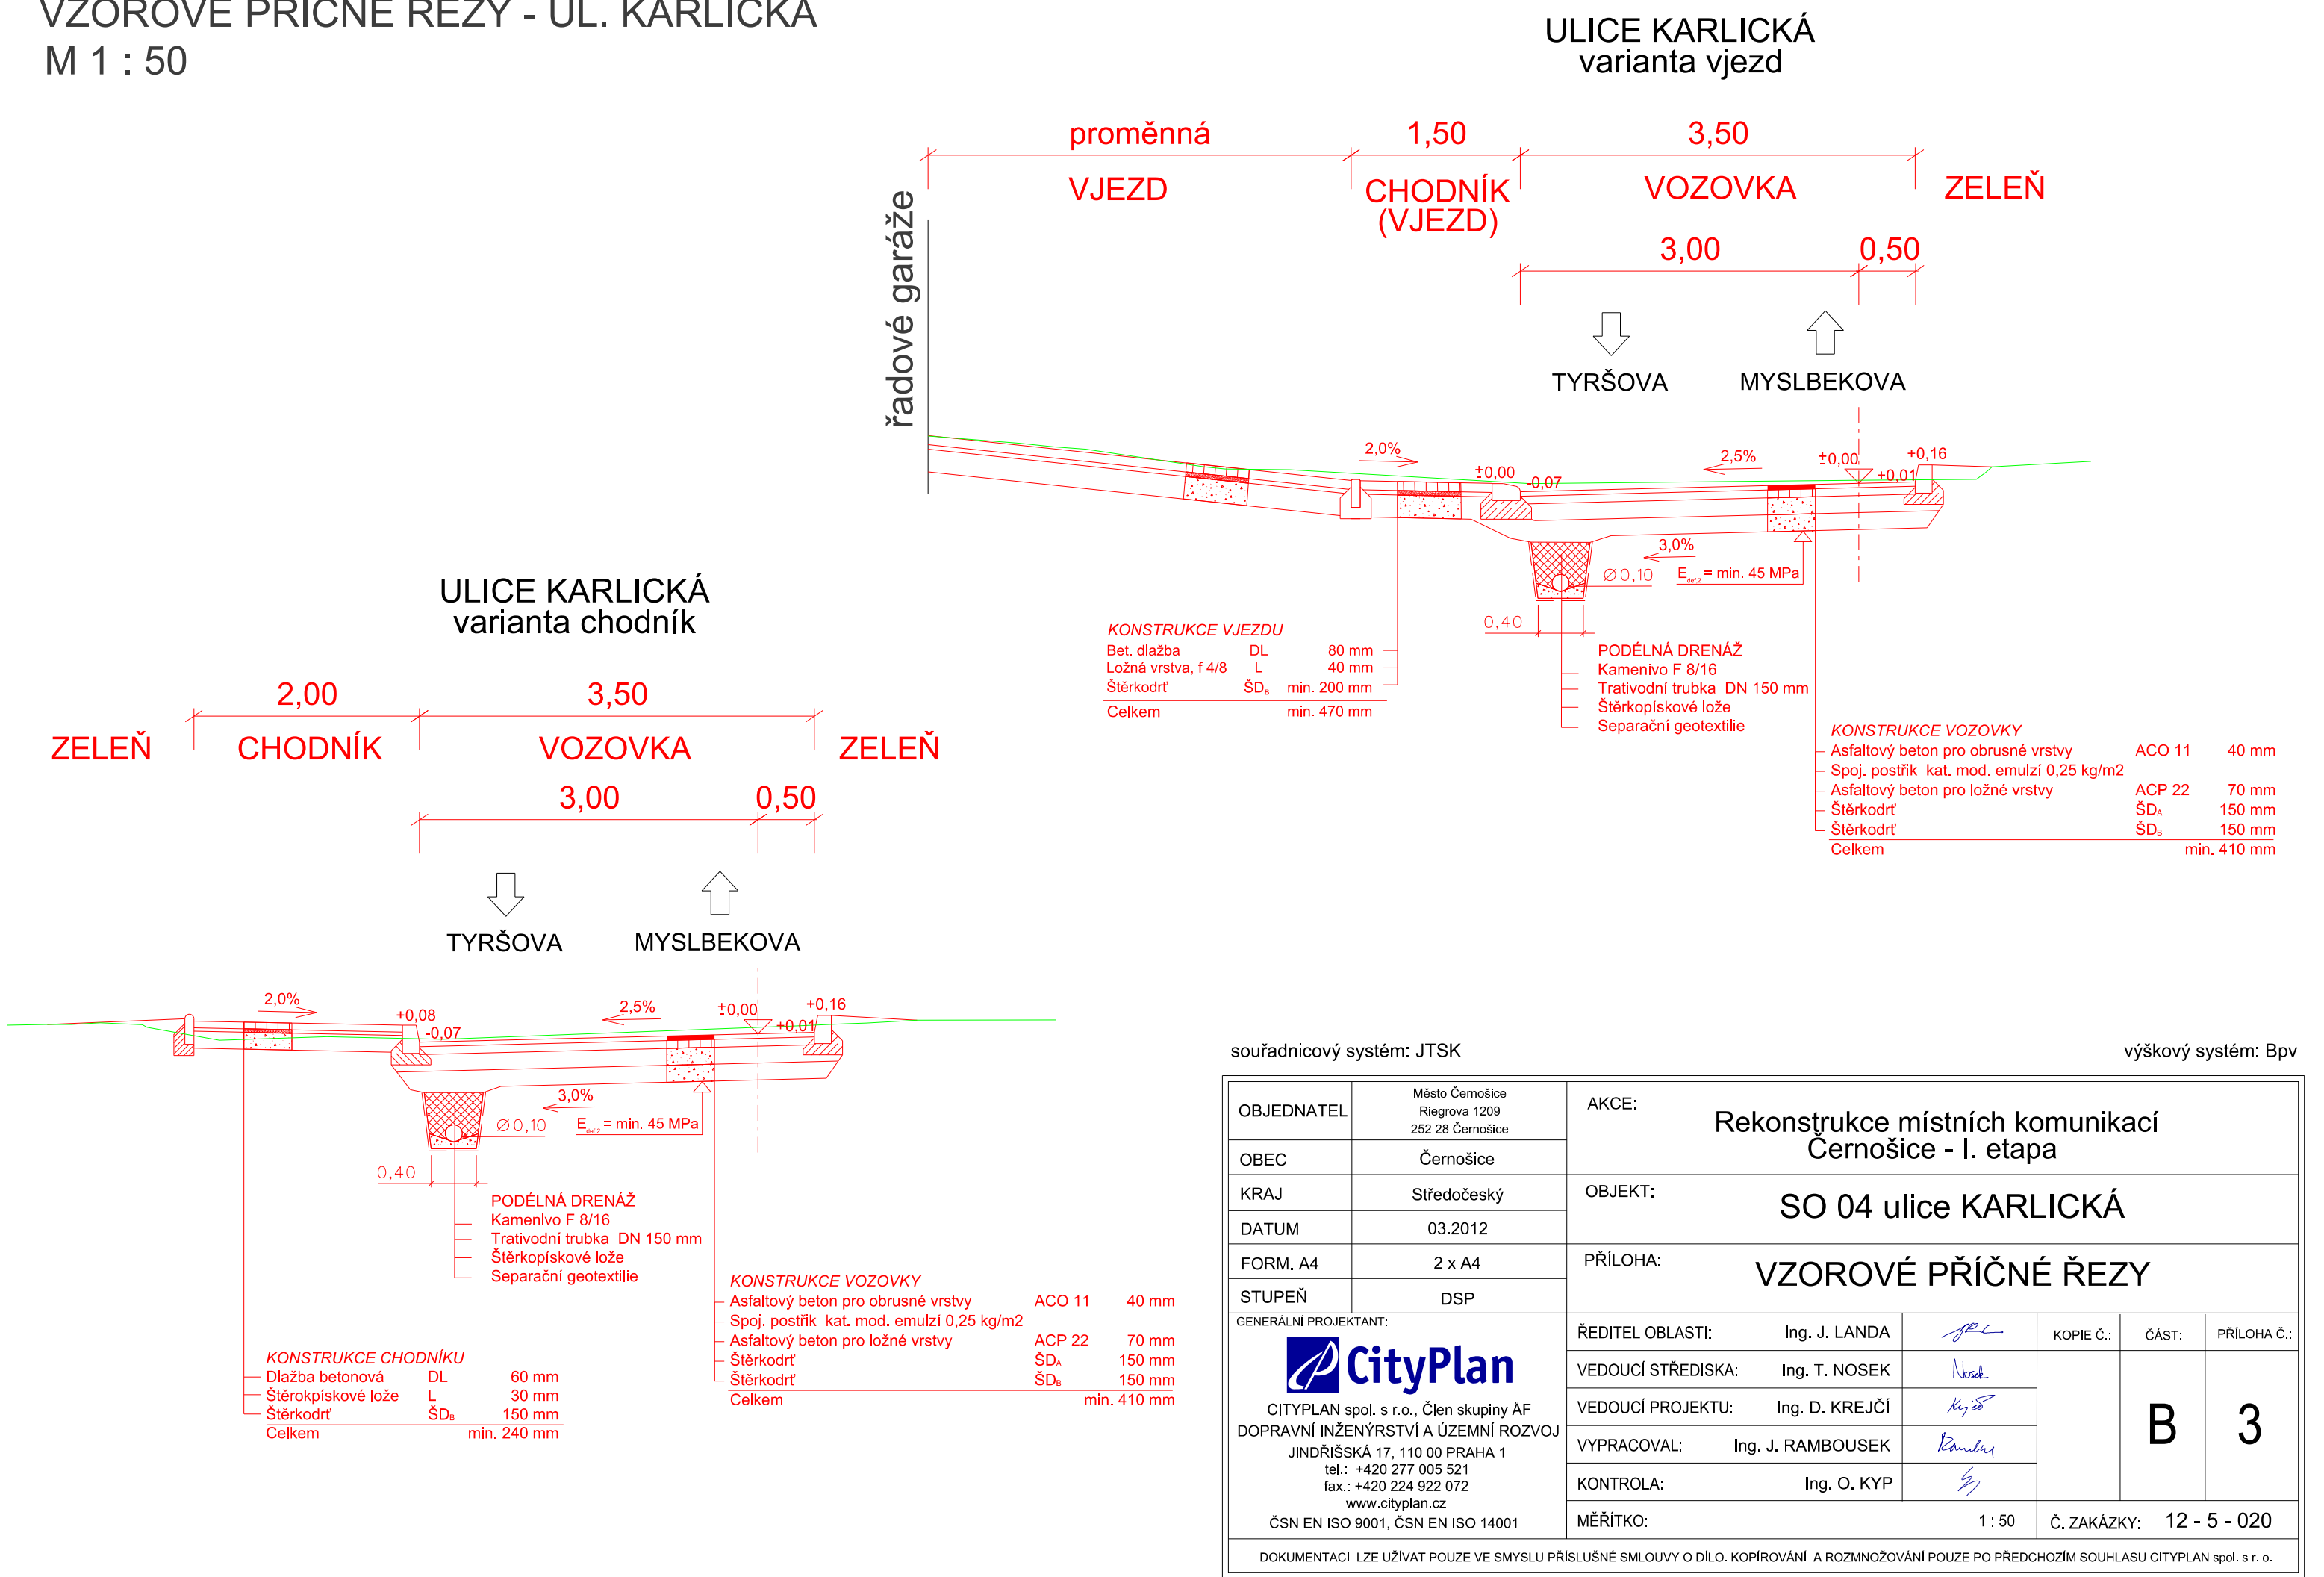 VZOROVÉ PŘÍČNÉ ŘEZY - UL. KARLICKÁ
M 1 : 50
ULICE KARLICKÁ
varianta vjezd
proměnná
1,50
3,50
VJEZD
CHODNÍK
(VJEZD)
VOZOVKA
ZELEŇ
3,00
0,50
řadové garáže
TYRŠOVA
MYSLBEKOVA
2,0%
±0,00
-0,07
2,5%
±0,00
+0,16
+0,01
3,0%
Ø0,10
Edef,2 = min. 45 MPa
0,40
KONSTRUKCE VJEZDU
Bet. dlažba DL 80 mm
Ložná vrstva, f 4/8 L 40 mm
Štěrkodrť ŠDB min. 200 mm
Celkem min. 470 mm
PODÉLNÁ DRENÁŽ
Kamenivo F 8/16
Trativodní trubka DN 150 mm
Štěrkopískové lože
Separační geotextilie
KONSTRUKCE VOZOVKY
Asfaltový beton pro obrusné vrstvy ACO 11 40 mm
Spoj. postřik kat. mod. emulzí 0,25 kg/m2
Asfaltový beton pro ložné vrstvy ACP 22 70 mm
Štěrkodrť ŠDA 150 mm
Štěrkodrť ŠDB 150 mm
Celkem min. 410 mm
ULICE KARLICKÁ
varianta chodník
2,00
3,50
ZELEŇ
CHODNÍK
VOZOVKA
ZELEŇ
3,00
0,50
TYRŠOVA
MYSLBEKOVA
2,0%
+0,08
-0,07
2,5%
±0,00
+0,16
+0,01
3,0%
Ø0,10
Edef,2 = min. 45 MPa
0,40
PODÉLNÁ DRENÁŽ
Kamenivo F 8/16
Trativodní trubka DN 150 mm
Štěrkopískové lože
Separační geotextilie
KONSTRUKCE VOZOVKY
Asfaltový beton pro obrusné vrstvy ACO 11 40 mm
Spoj. postřik kat. mod. emulzí 0,25 kg/m2
Asfaltový beton pro ložné vrstvy ACP 22 70 mm
Štěrkodrť ŠDA 150 mm
Štěrkodrť ŠDB 150 mm
Celkem min. 410 mm
KONSTRUKCE CHODNÍKU
Dlažba betonová DL 60 mm
Štěrokpískové lože L 30 mm
Štěrkodrť ŠDB 150 mm
Celkem min. 240 mm
souřadnicový systém: JTSK
výškový systém: Bpv
OBJEDNATEL
Město Černošice
Riegrova 1209
252 28 Černošice
OBEC Černošice
KRAJ Středočeský
DATUM 03.2012
FORM. A4 2 x A4
STUPEŇ DSP
AKCE:
Rekonstrukce místních komunikací
Černošice - I. etapa
OBJEKT:
SO 04 ulice KARLICKÁ
PŘÍLOHA:
VZOROVÉ PŘÍČNÉ ŘEZY
GENERÁLNÍ PROJEKTANT:
CityPlan
CITYPLAN spol. s r.o., Člen skupiny ÅF
DOPRAVNÍ INŽENÝRSTVÍ A ÚZEMNÍ ROZVOJ
JINDŘIŠSKÁ 17, 110 00 PRAHA 1
tel.: +420 277 005 521
fax.: +420 224 922 072
www.cityplan.cz
ČSN EN ISO 9001, ČSN EN ISO 14001
ŘEDITEL OBLASTI: Ing. J. LANDA
VEDOUCÍ STŘEDISKA: Ing. T. NOSEK Nosek
VEDOUCÍ PROJEKTU: Ing. D. KREJČÍ
VYPRACOVAL: Ing. J. RAMBOUSEK
KONTROLA: Ing. O. KYP
MĚŘÍTKO: 1 : 50
KOPIE Č.:
ČÁST:
B
PŘÍLOHA Č.:
3
Č. ZAKÁZKY: 12 - 5 - 020
DOKUMENTACI LZE UŽÍVAT POUZE VE SMYSLU PŘÍSLUŠNÉ SMLOUVY O DÍLO. KOPÍROVÁNÍ A ROZMNOŽOVÁNÍ POUZE PO PŘEDCHOZÍM SOUHLASU CITYPLAN spol. s r. o.